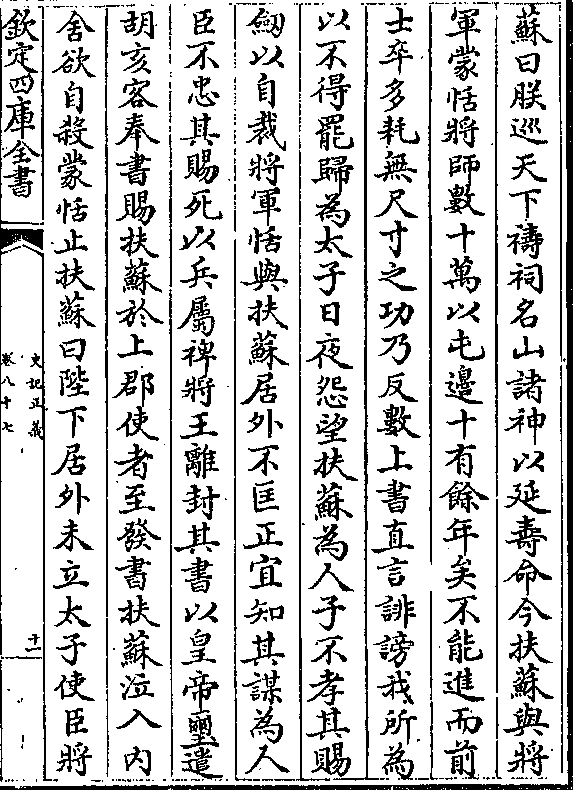 蘇曰朕巡天下禱祠名山諸神以延壽命今扶蘇與將
軍蒙恬將師數十萬以屯邊十有餘年矣不能進而前
士卒多耗無尺寸之功乃反數上書直言誹謗我所為
以不得罷歸為太子日夜怨望扶蘇為人子不孝其賜
劒以自裁將軍恬與扶蘇居外不匡正宜知其謀為人
臣不忠其賜死以兵屬裨將王離封其書以皇帝璽遣
胡亥客奉書賜扶蘇於上郡使者至發書扶蘇泣入內
舍欲自殺蒙恬止扶蘇曰陛下居外未立太子使臣將
欽定四庫全書
史記正義
卷八十七
十一